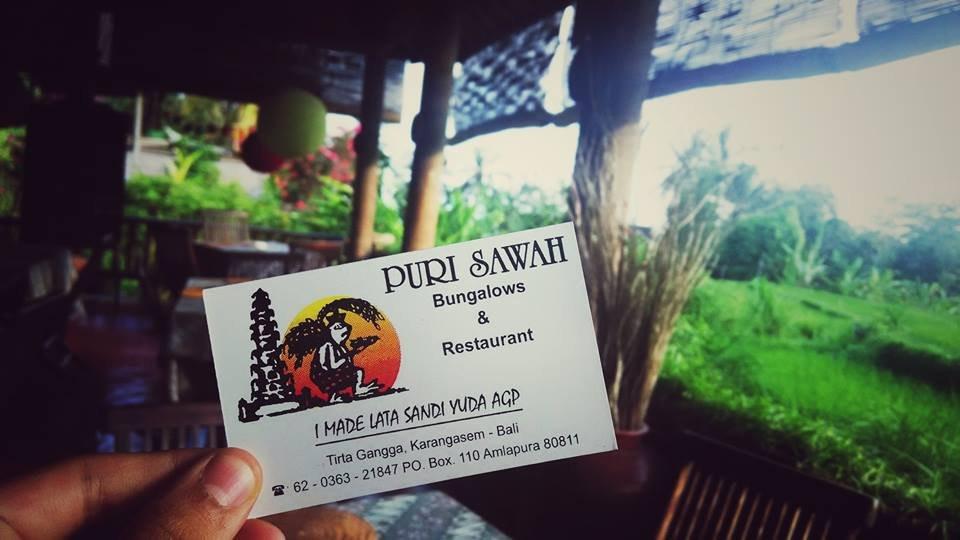 PURI SAWAH
Bungalows
&
Restaurant
I MADE LATA SANDI YUDA AGP
Tirta Gangga, Karangasem - Bali
☎ 62 - 0363 - 21847 PO. Box. 110 Amlapura 80811